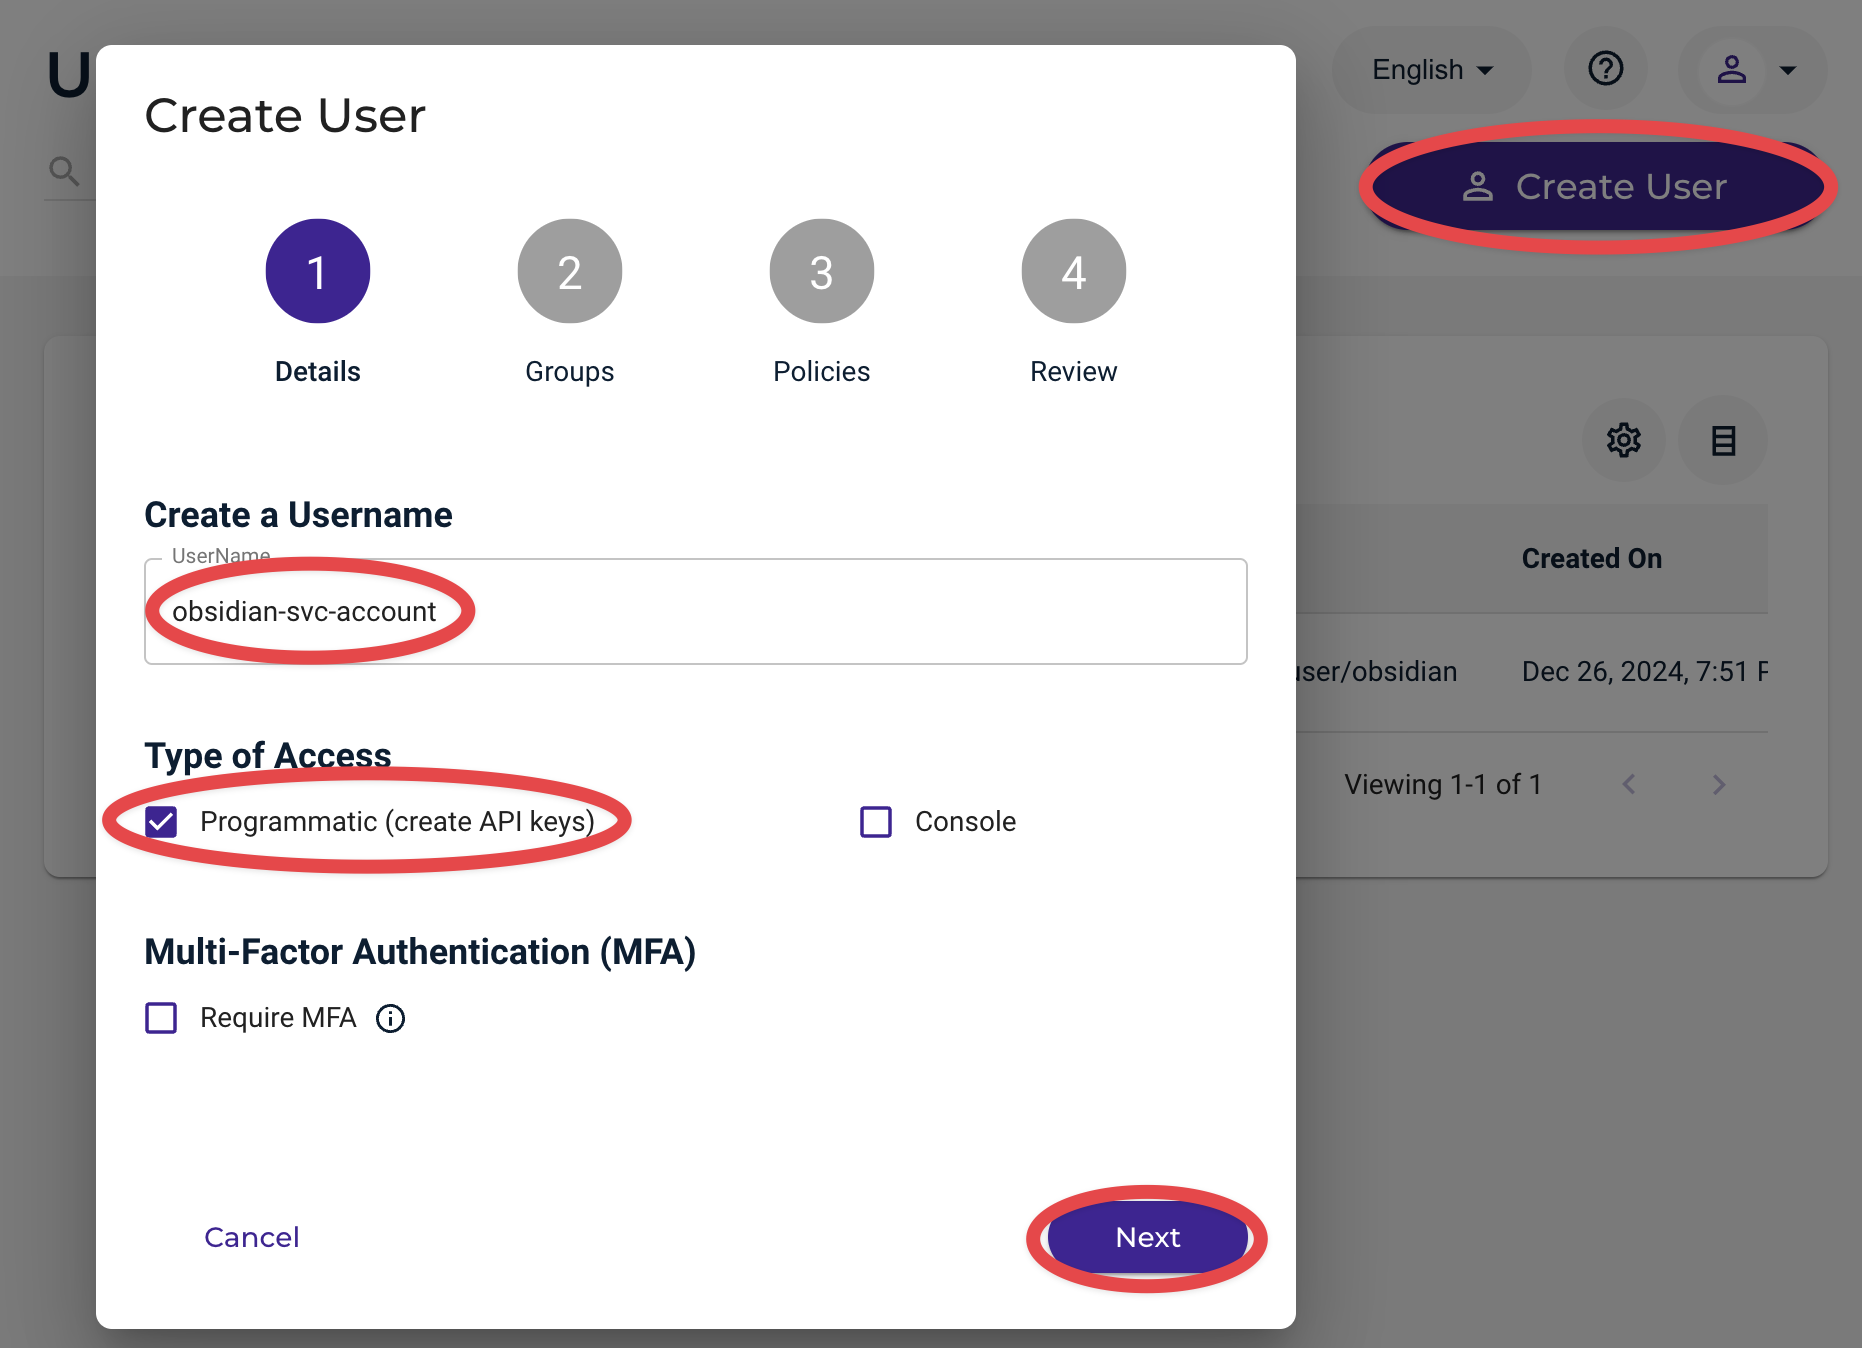 U
English
Create User
Create User
1 2 3 4
Details Groups Policies Review
Create a Username
UserName
obsidian-svc-account
Type of Access
Programmatic (create API keys)
Console
Multi-Factor Authentication (MFA)
Require MFA
Cancel
Next
Created On
user/obsidian
Dec 26, 2024, 7:51 P
Viewing 1-1 of 1